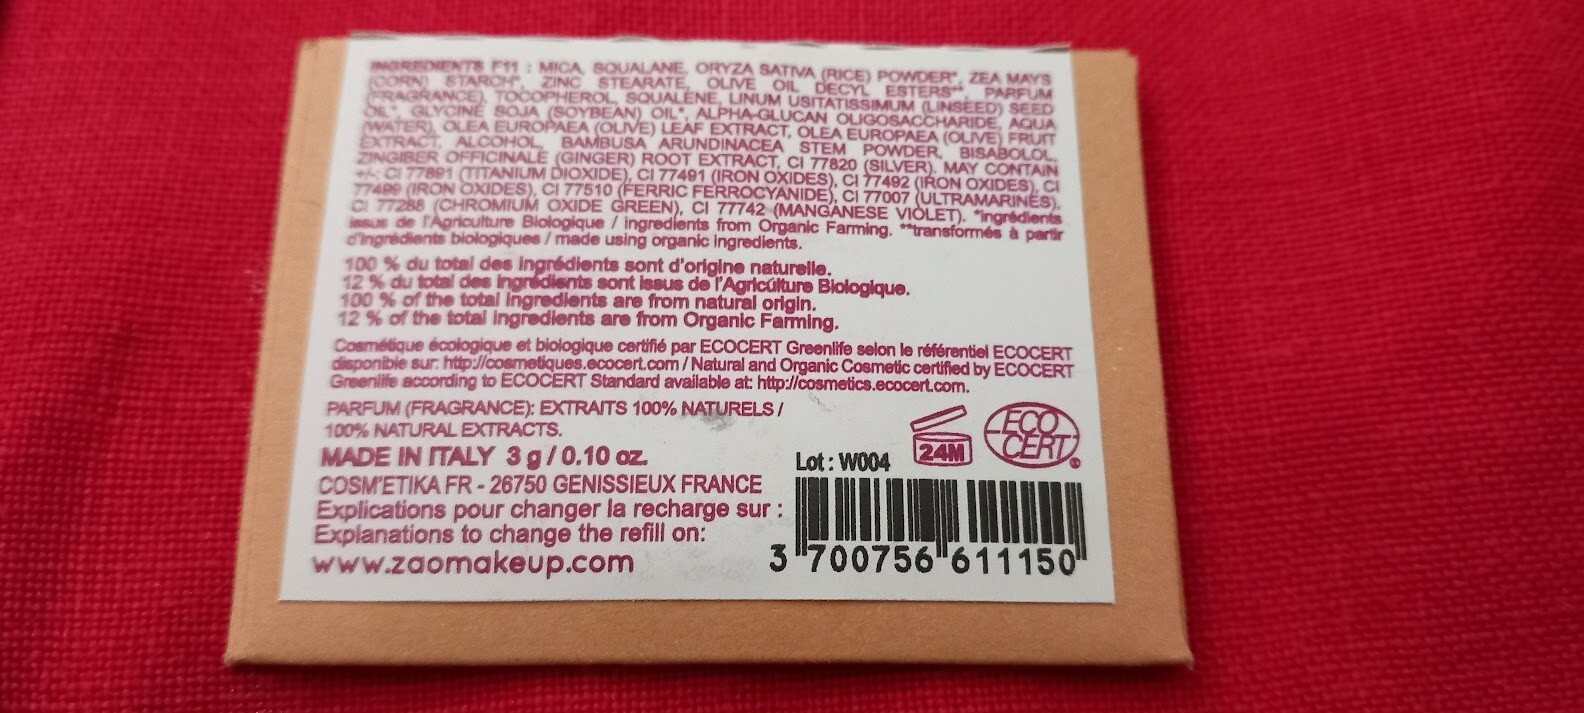 INGREDIENTS F11 : MICA, SQUALANE, ORYZA SATIVA (RICE) POWDER*, ZEA MAYS
(CORN) STARCH*, ZINC STEARATE, OLIVE OIL DECYL ESTERS**, PARFUM
(FRAGRANCE), TOCOPHEROL, SQUALENE, LINUM USITATISSIMUM (LINSEED) SEED
OIL*, GLYCINE SOJA (SOYBEAN) OIL*, ALPHA-GLUCAN OLIGOSACCHARIDE, AQUA
(WATER), OLEA EUROPAEA (OLIVE) LEAF EXTRACT, OLEA EUROPAEA (OLIVE) FRUIT
EXTRACT, ALCOHOL, BAMBUSA ARUNDINACEA STEM POWDER, BISABOLOL,
ZINGIBER OFFICINALE (GINGER) ROOT EXTRACT, CI 77820 (SILVER). MAY CONTAIN
+/-: CI 77891 (TITANIUM DIOXIDE), CI 77491 (IRON OXIDES), CI 77492 (IRON OXIDES), CI
77499 (IRON OXIDES), CI 77510 (FERRIC FERROCYANIDE), CI 77007 (ULTRAMARINES),
CI 77288 (CHROMIUM OXIDE GREEN), CI 77742 (MANGANESE VIOLET). *ingrédients
issus de l'Agriculture Biologique / ingredients from Organic Farming. **transformés à partir
d'ingrédients biologiques / made using organic ingredients.
100 % du total des ingrédients sont d'origine naturelle.
12 % du total des ingrédients sont issus de l'Agriculture Biologique.
100 % of the total ingredients are from natural origin.
12 % of the total ingredients are from Organic Farming.
Cosmétique écologique et biologique certifié par ECOCERT Greenlife selon le référentiel ECOCERT
disponible sur: http://cosmetiques.ecocert.com / Natural and Organic Cosmetic certified by ECOCERT
Greenlife according to ECOCERT Standard available at: http://cosmetics.ecocert.com.
PARFUM (FRAGRANCE): EXTRAITS 100% NATURELS /
100% NATURAL EXTRACTS.
MADE IN ITALY 3 g / 0.10 oz.
COSM'ETIKA FR - 26750 GENISSIEUX FRANCE
Explications pour changer la recharge sur :
Explanations to change the refill on:
www.zaomakeup.com
24M
ECO
CERT
®
Lot : W004
3 700756 611150